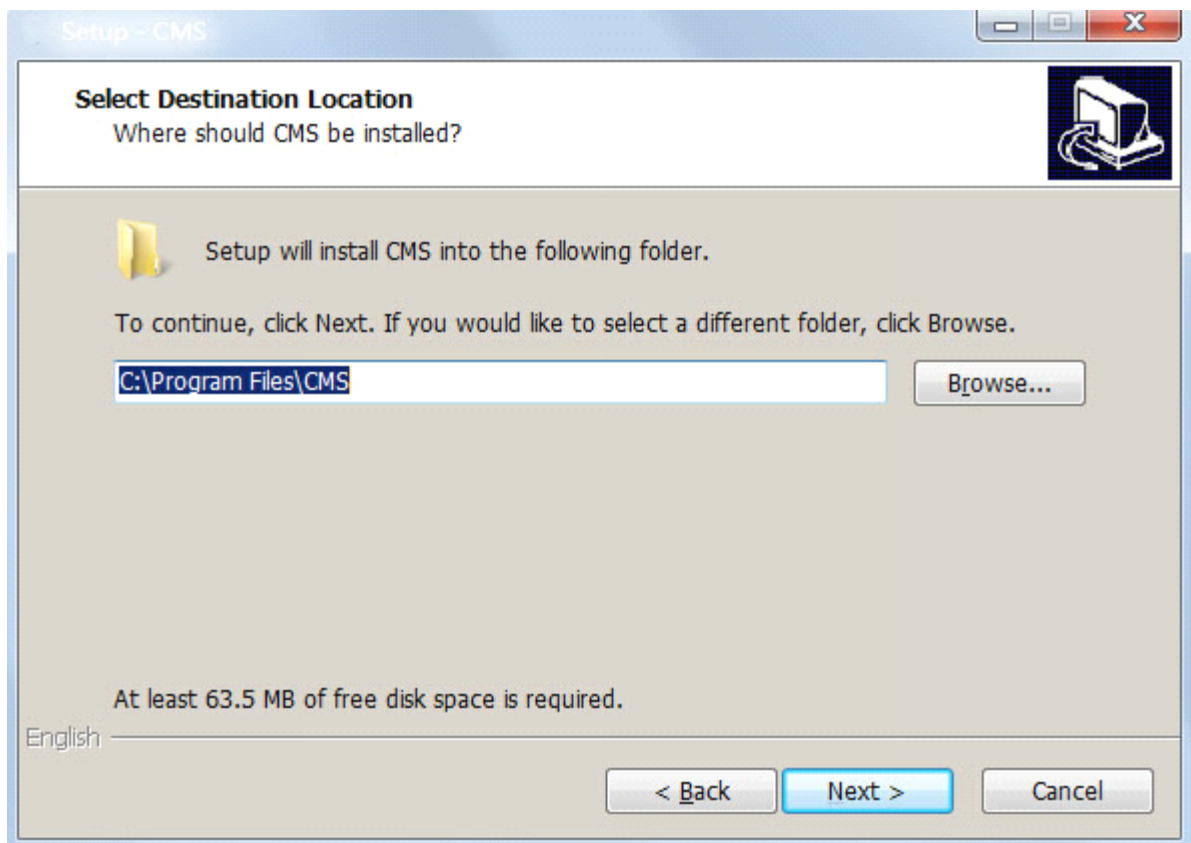 Setup - CMS
Select Destination Location
Where should CMS be installed?
Setup will install CMS into the following folder.
To continue, click Next. If you would like to select a different folder, click Browse.
C:\Program Files\CMS
Browse...
At least 63.5 MB of free disk space is required.
English
< Back
Next >
Cancel